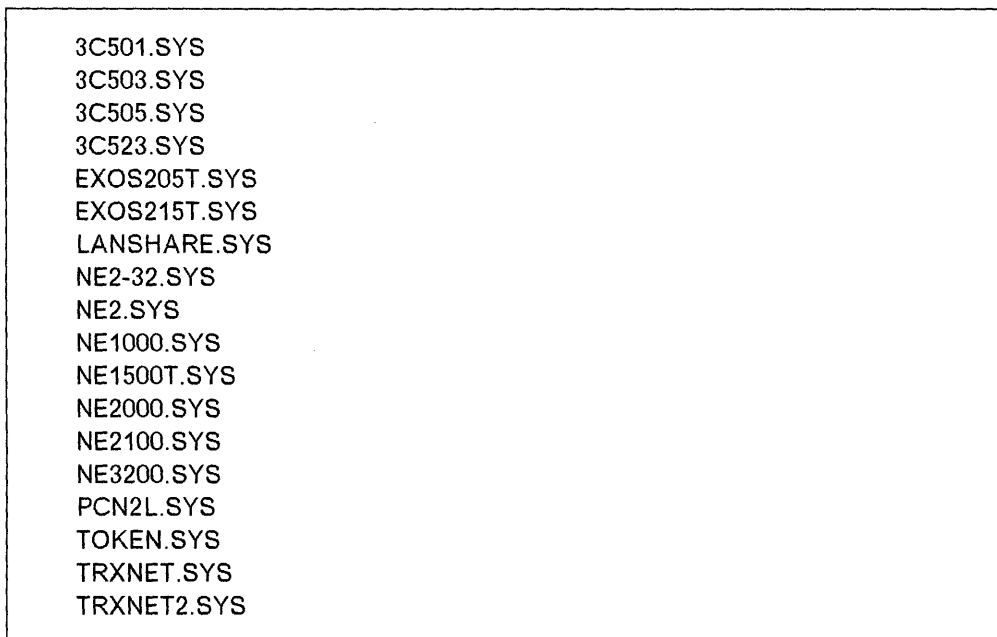 3C501.SYS
3C503.SYS
3C505.SYS
3C523.SYS
EXOS205T.SYS
EXOS215T.SYS
LANSHARE.SYS
NE2-32.SYS
NE2.SYS
NE1000.SYS
NE1500T.SYS
NE2000.SYS
NE2100.SYS
NE3200.SYS
PCN2L.SYS
TOKEN.SYS
TRXNET.SYS
TRXNET2.SYS